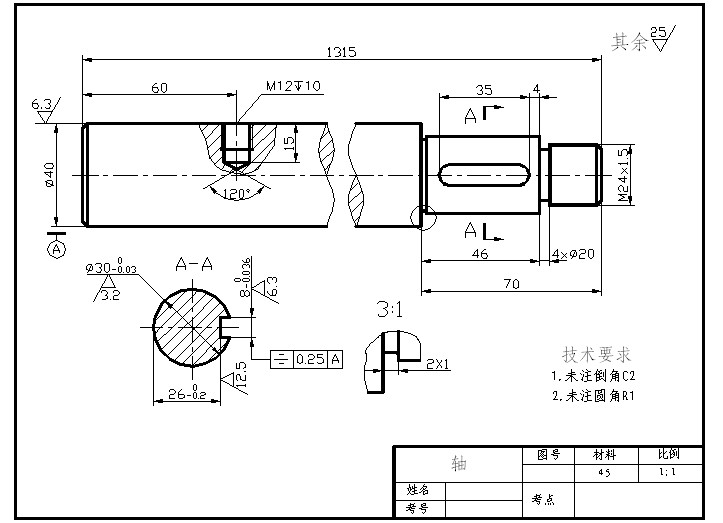 其余 25
1315
60
M12↧10
35
4
A
6.3
ø40
15
120°
M24×1.5
A
A
46
4×ø20
70
A-A
ø30 0 -0.03
3.2
8 0 -0.036
6.3
3:1
⌯ 0.25 A
2X1
12.5
26 0 -0.2
技术要求
1.未注倒角C2
2.未注圆角R1
轴
图号 材料 比例
45 1:1
姓名
考号
考点